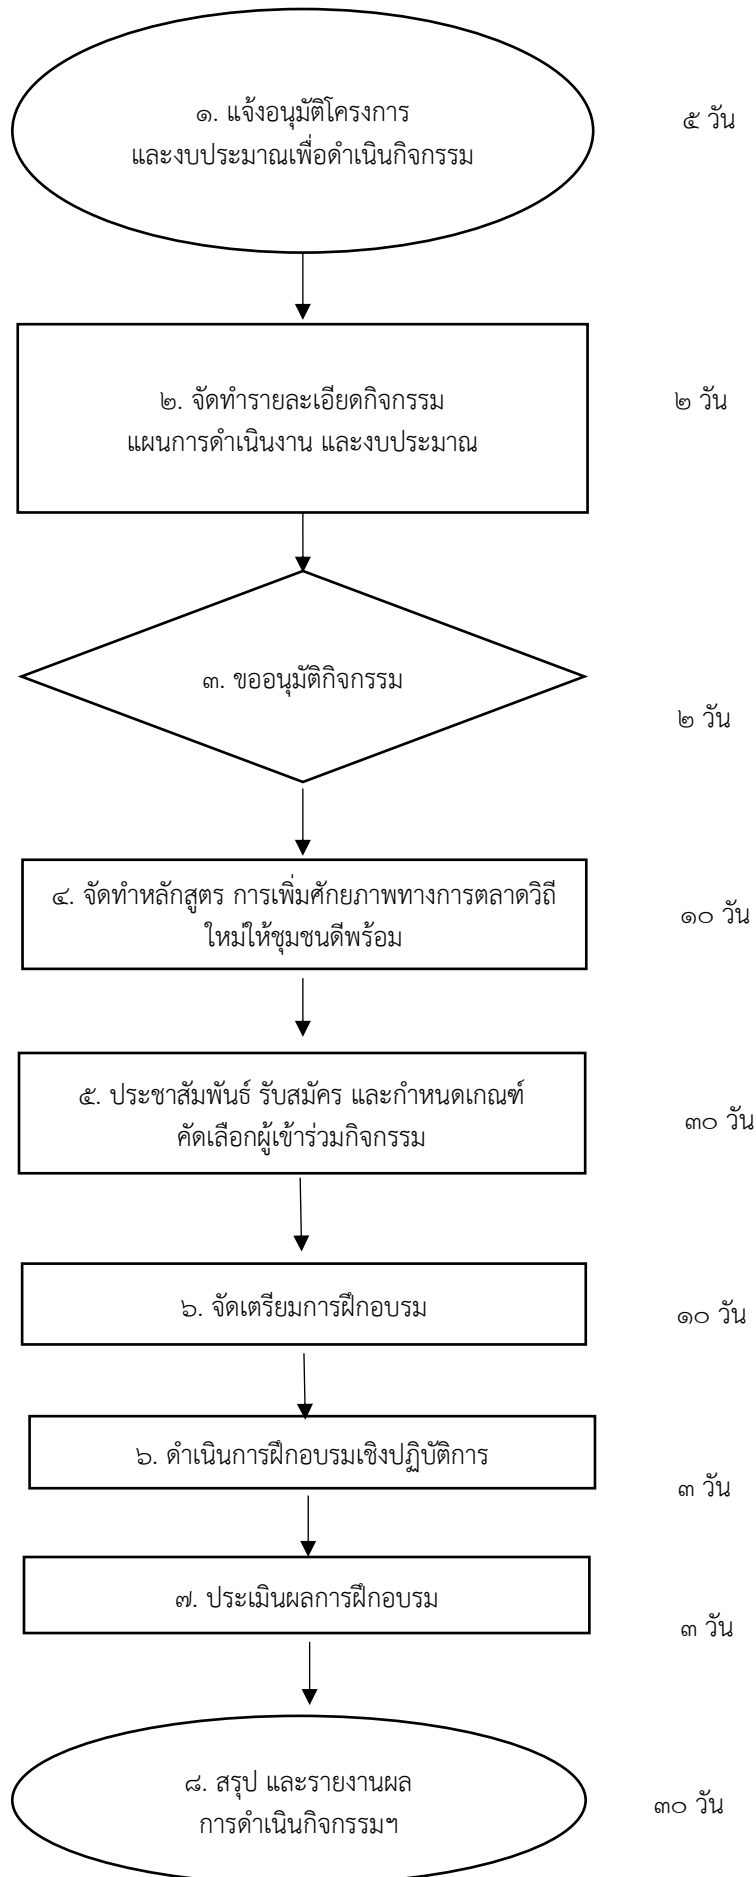 ๑. แจ้งอนุมัติโครงการ
และงบประมาณเพื่อดำเนินกิจกรรม
๕ วัน
๒. จัดทำรายละเอียดกิจกรรม
แผนการดำเนินงาน และงบประมาณ
๒ วัน
๓. ขออนุมัติกิจกรรม
๒ วัน
๔. จัดทำหลักสูตร การเพิ่มศักยภาพทางการตลาดวิถี
ใหม่ให้ชุมชนดีพร้อม
๑๐ วัน
๕. ประชาสัมพันธ์ รับสมัคร และกำหนดเกณฑ์
คัดเลือกผู้เข้าร่วมกิจกรรม
๓๐ วัน
๖. จัดเตรียมการฝึกอบรม
๑๐ วัน
๖. ดำเนินการฝึกอบรมเชิงปฏิบัติการ
๓ วัน
๗. ประเมินผลการฝึกอบรม
๓ วัน
๘. สรุป และรายงานผล
การดำเนินกิจกรรมฯ
๓๐ วัน